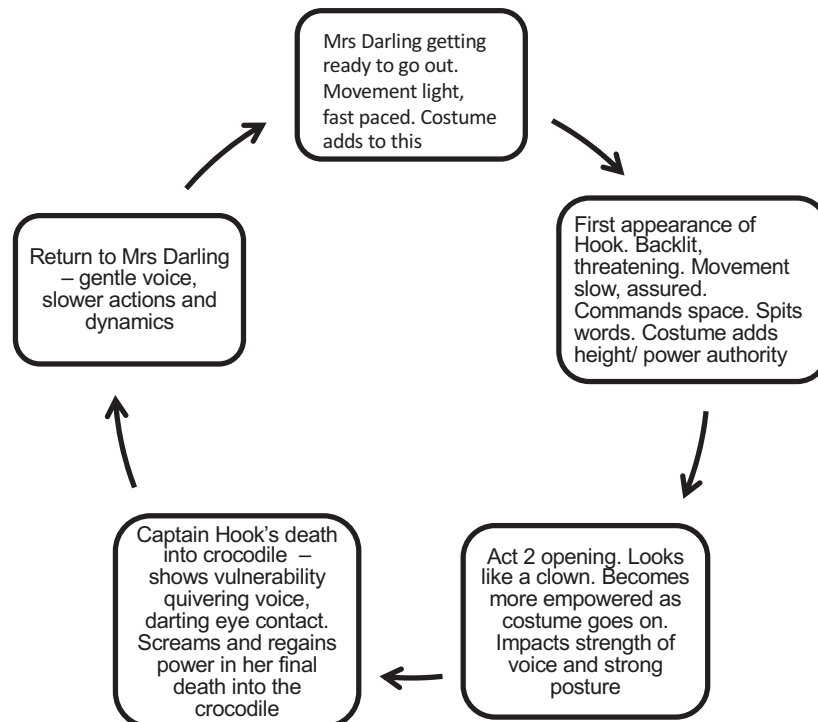 Mrs Darling getting
ready to go out.
Movement light,
fast paced. Costume
adds to this
First appearance of
Hook. Backlit,
threatening. Movement
slow, assured.
Commands space. Spits
words. Costume adds
height/ power authority
Act 2 opening. Looks
like a clown. Becomes
more empowered as
costume goes on.
Impacts strength of
voice and strong
posture
Captain Hook’s death
into crocodile –
shows vulnerability
quivering voice,
darting eye contact.
Screams and regains
power in her final
death into the
crocodile
Return to Mrs Darling
– gentle voice,
slower actions and
dynamics